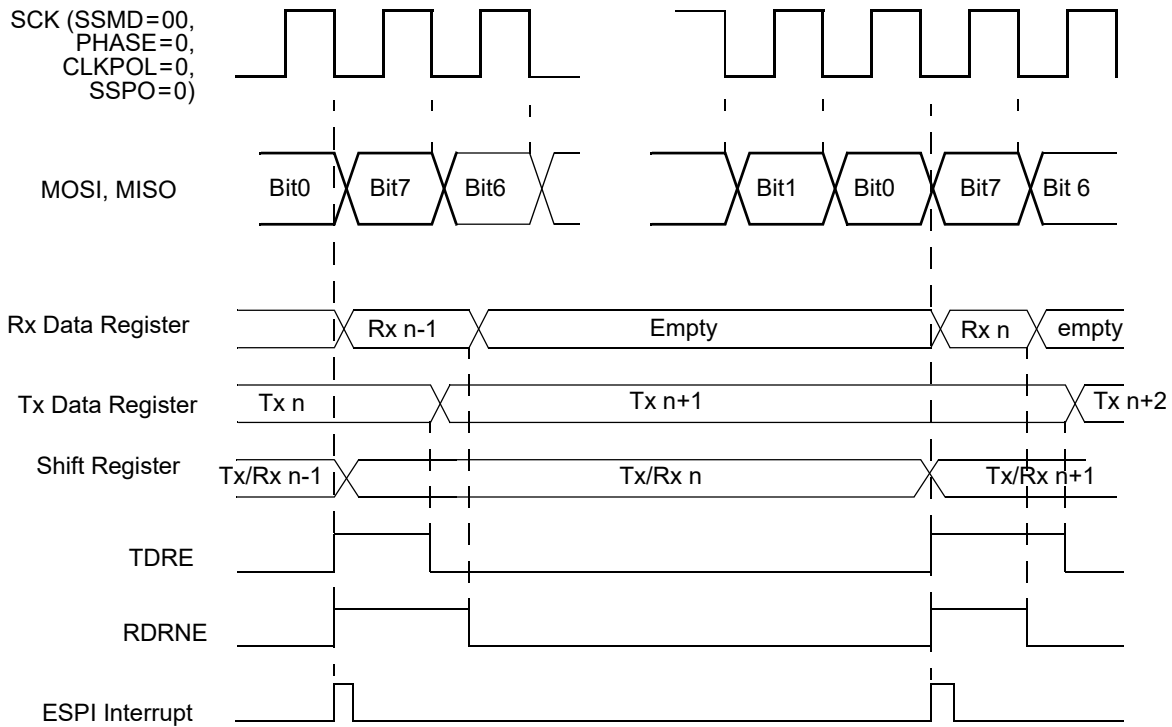 SCK (SSMD=00,
PHASE=0,
CLKPOL=0,
SSPO=0)
MOSI, MISO
Bit0
Bit7
Bit6
Bit1
Bit0
Bit7
Bit 6
Rx Data Register
Rx n-1
Empty
Rx n
empty
Tx Data Register
Tx n
Tx n+1
Tx n+2
Shift Register
Tx/Rx n-1
Tx/Rx n
Tx/Rx n+1
TDRE
RDRNE
ESPI Interrupt